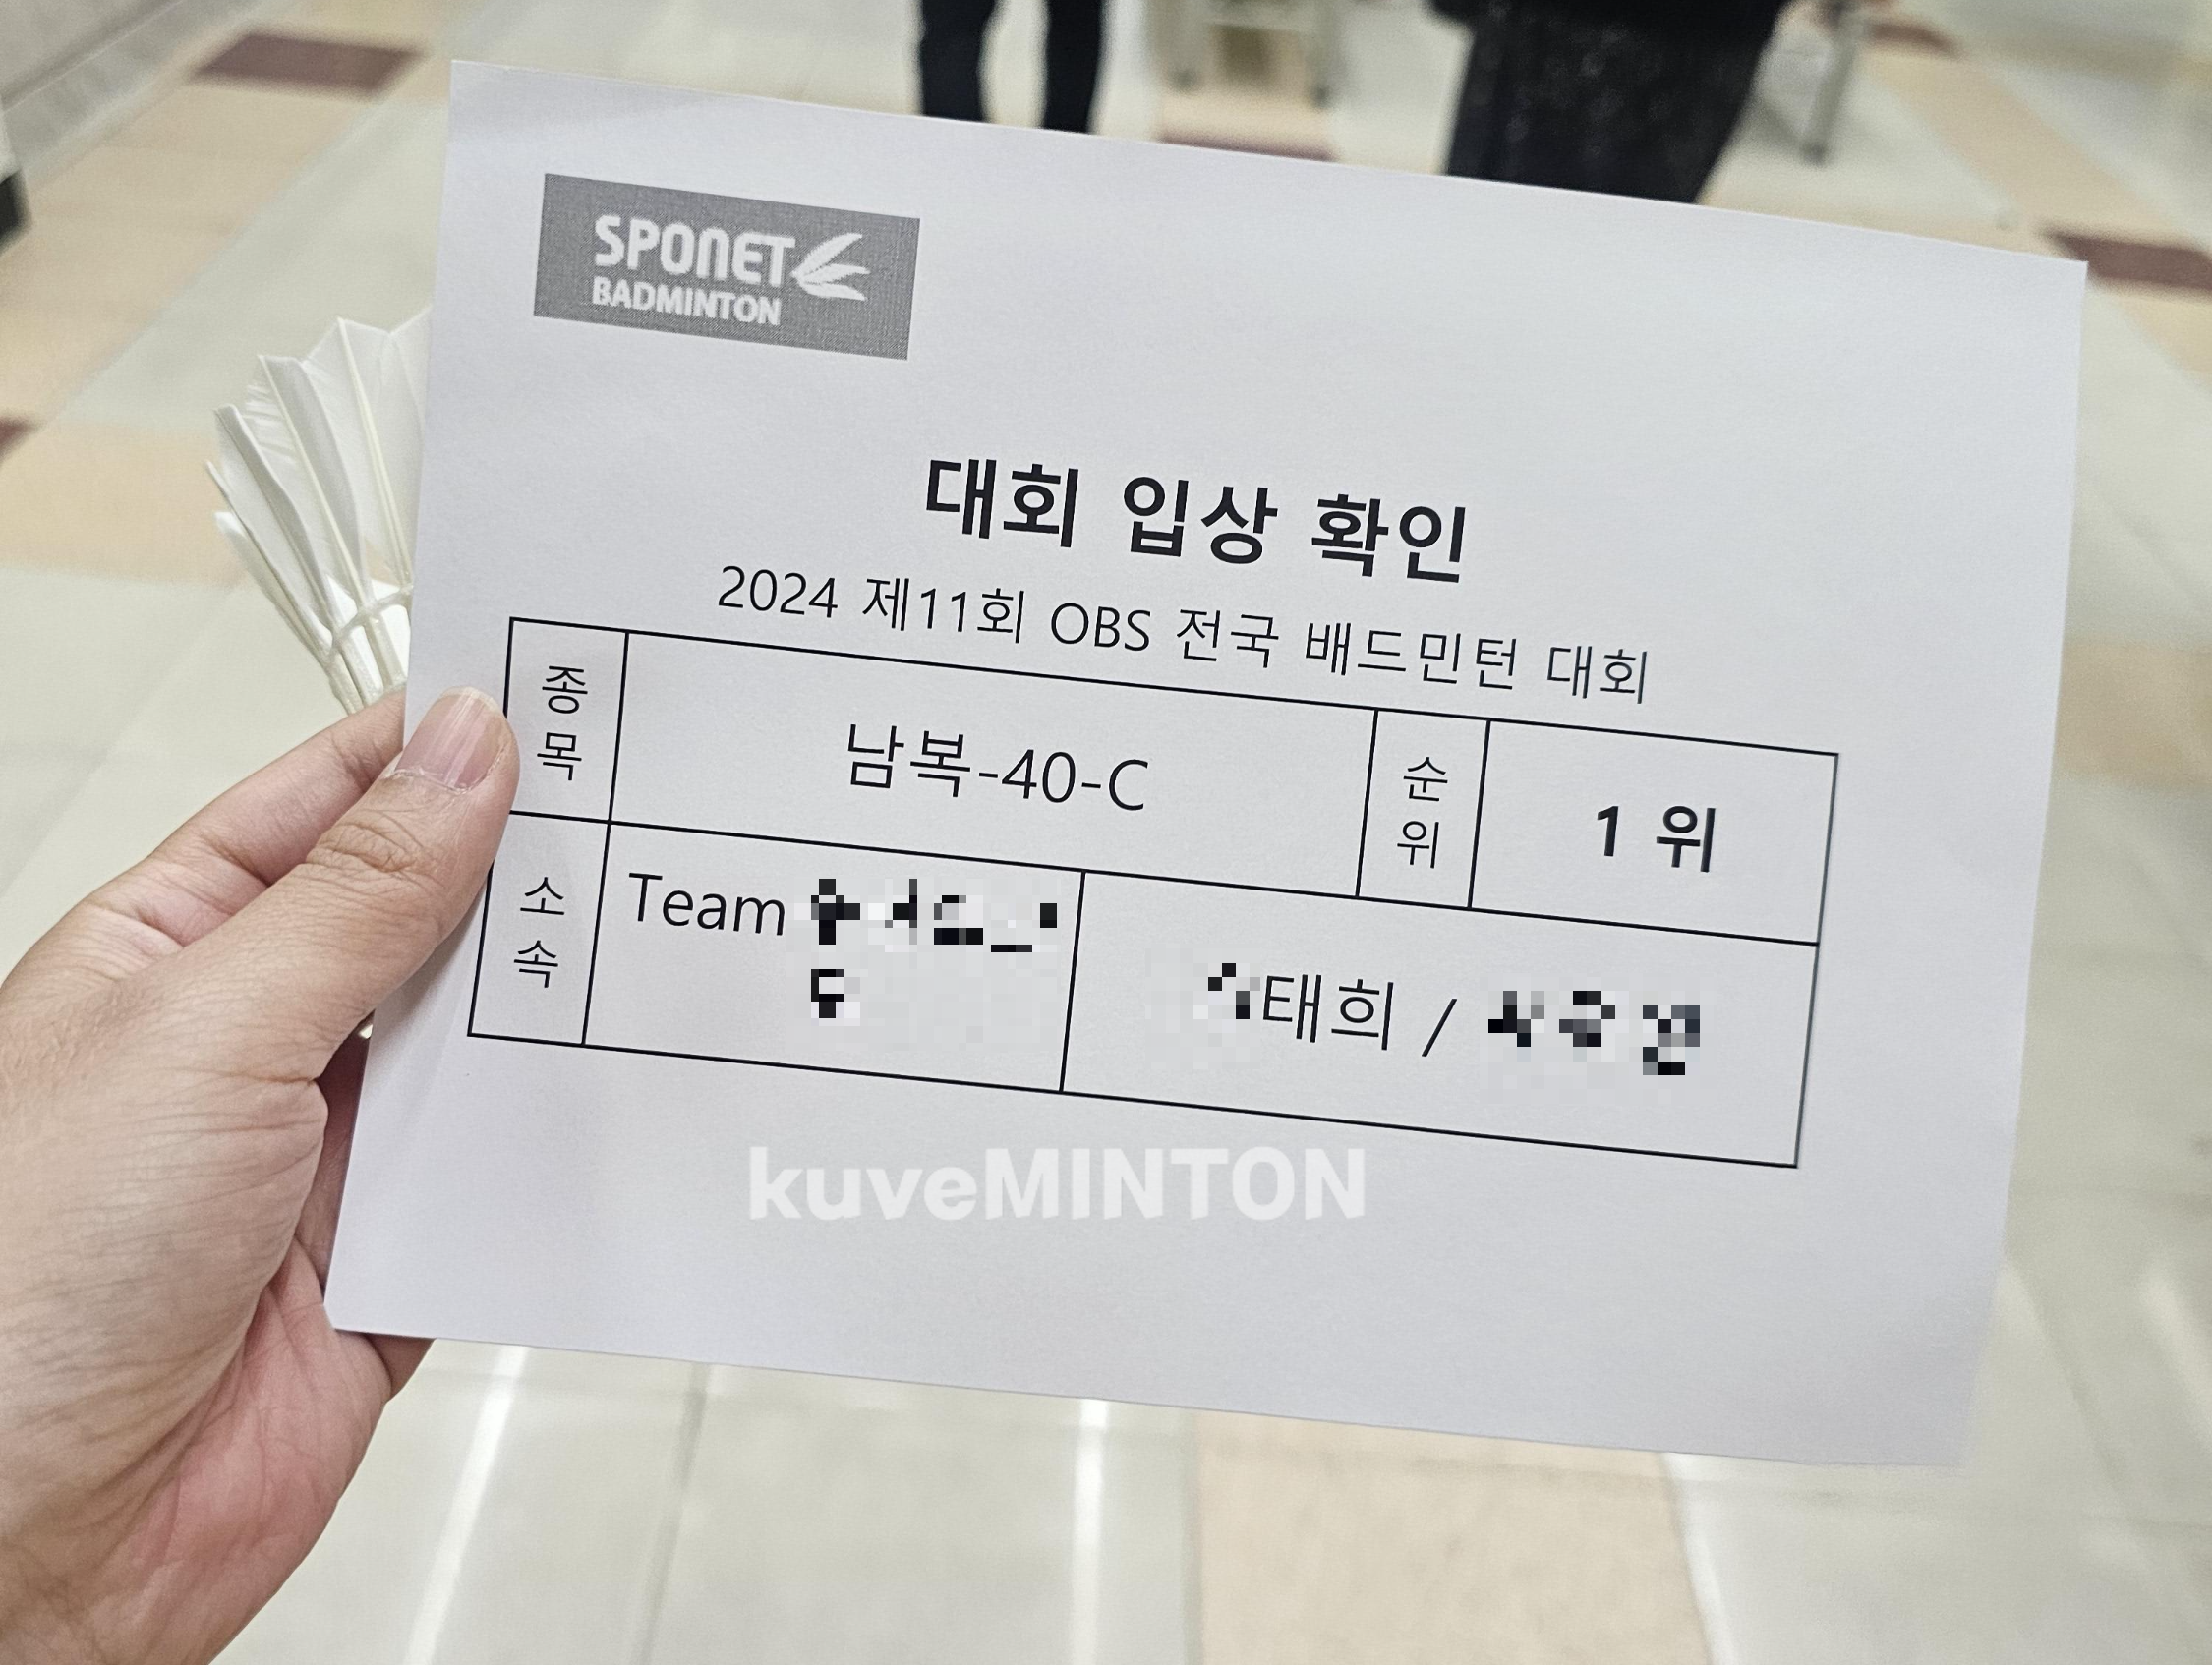 SPONET
BADMINTON
대회 입상 확인
2024 제11회 OBS 전국 배드민턴 대회
종목
남복-40-C
순위
1 위
소속
Team
태희 /
kuveMINTON